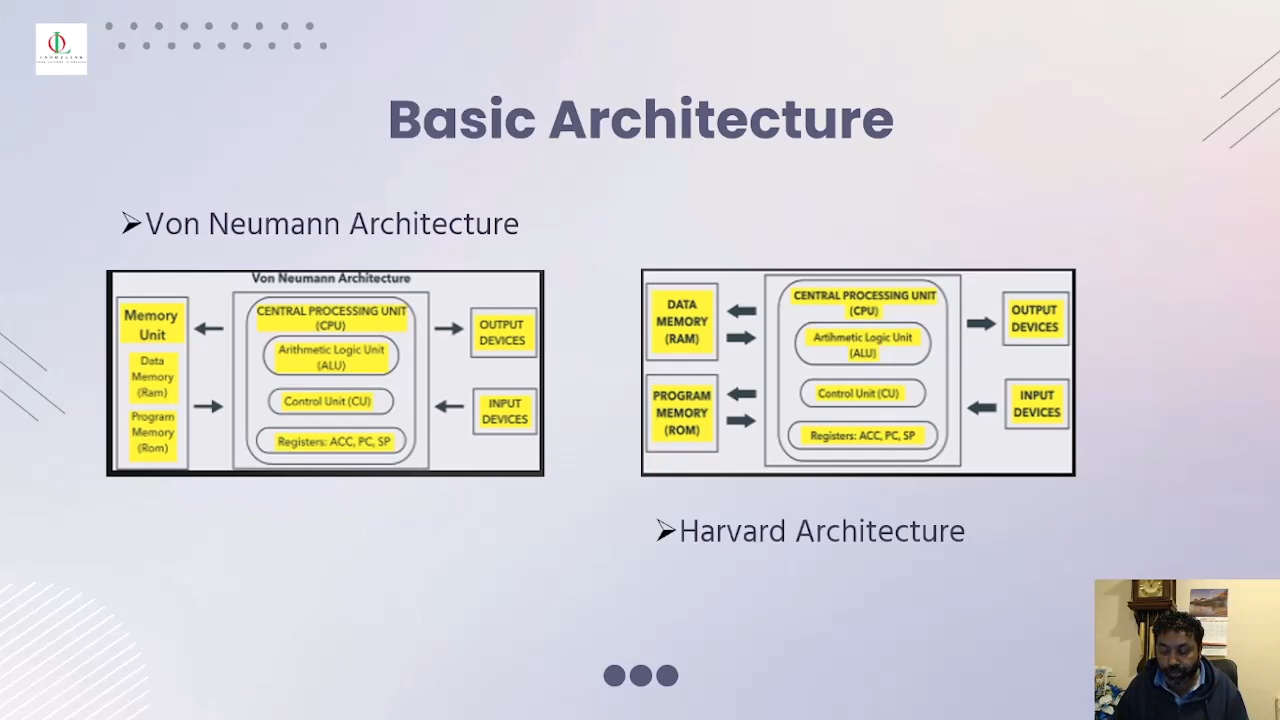 INDOELINK
Basic Architecture
➢Von Neumann Architecture
Von Neumann Architecture
Memory
Unit
Data
Memory
(Ram)
Program
Memory
(Rom)
CENTRAL PROCESSING UNIT
(CPU)
Arithmetic Logic Unit
(ALU)
Control Unit (CU)
Registers: ACC, PC, SP
OUTPUT
DEVICES
INPUT
DEVICES
DATA
MEMORY
(RAM)
PROGRAM
MEMORY
(ROM)
CENTRAL PROCESSING UNIT
(CPU)
Artihmetic Logic Unit
(ALU)
Control Unit (CU)
Registers: ACC, PC, SP
OUTPUT
DEVICES
INPUT
DEVICES
➢Harvard Architecture